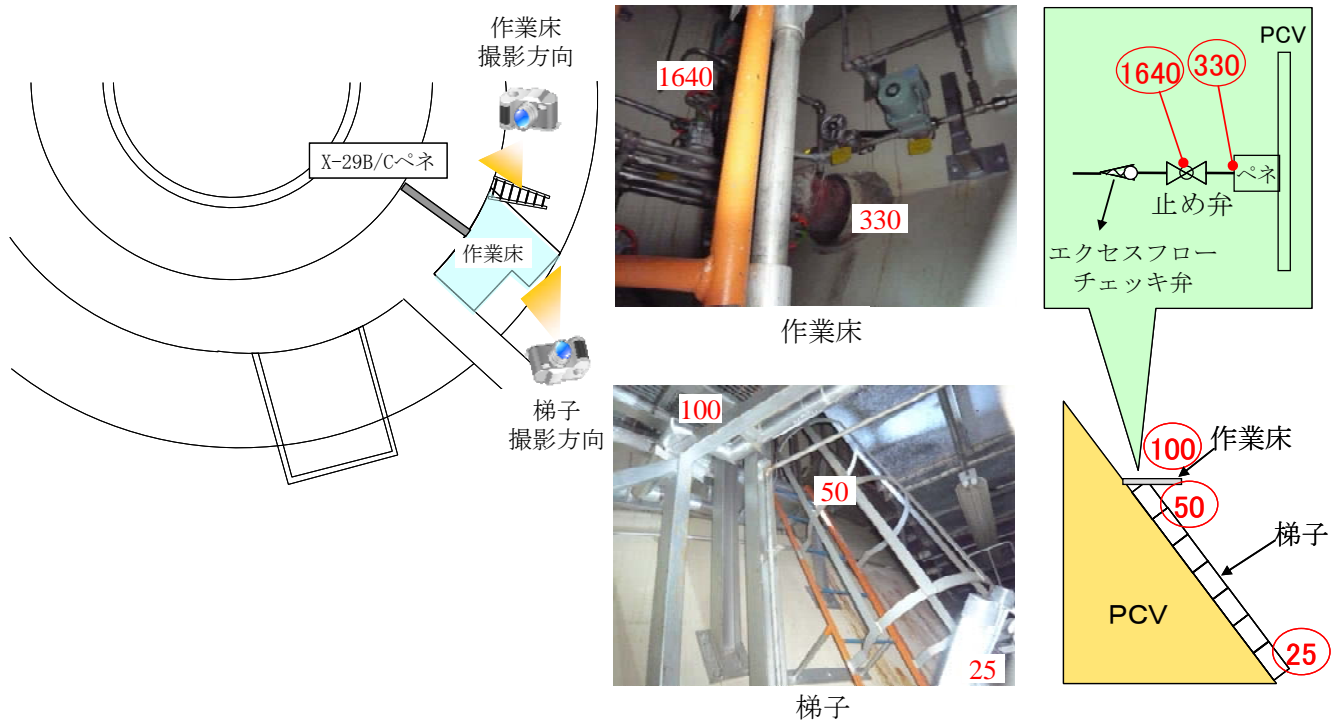 作業床
撮影方向
X-29B/Cペネ
作業床
梯子
撮影方向
1640
330
作業床
100
50
25
梯子
PCV
1640
330
ペネ
止め弁
エクセスフロー
チェッキ弁
100
作業床
50
梯子
PCV
25